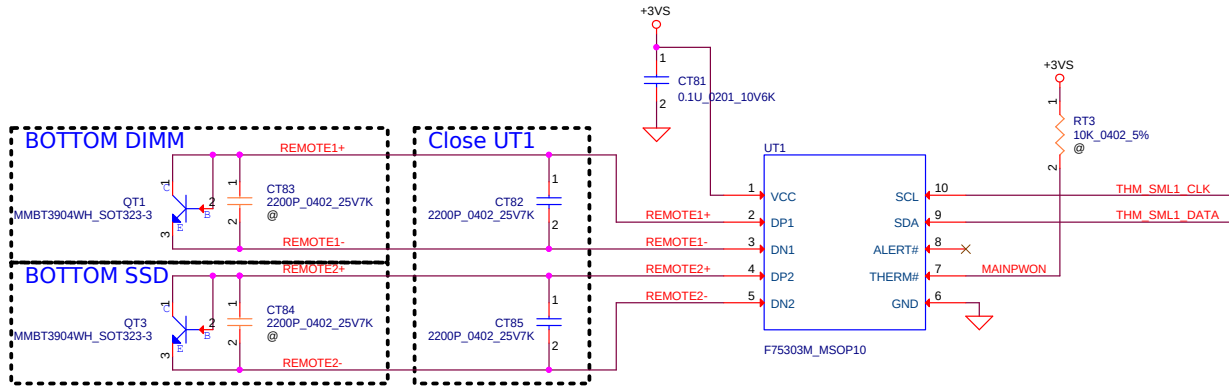 +3VS
1
CT81
0.1U_0201_10V6K
2
+3VS
1
RT3
10K_0402_5%
@
2
BOTTOM DIMM
REMOTE1+
1
C
QT1
MMBT3904WH_SOT323-3
2
B
E
3
1
CT83
2200P_0402_25V7K
2
@
REMOTE1-
Close UT1
1
CT82
2200P_0402_25V7K
2
BOTTOM SSD
REMOTE2+
1
C
QT3
MMBT3904WH_SOT323-3
2
B
E
3
1
CT84
2200P_0402_25V7K
2
@
REMOTE2-
1
CT85
2200P_0402_25V7K
2
UT1
1 VCC
REMOTE1+ 2 DP1
REMOTE1- 3 DN1
REMOTE2+ 4 DP2
REMOTE2- 5 DN2
SCL 10 THM_SML1_CLK
SDA 9 THM_SML1_DATA
ALERT# 8
THERM# 7 MAINPWON
GND 6
F75303M_MSOP10